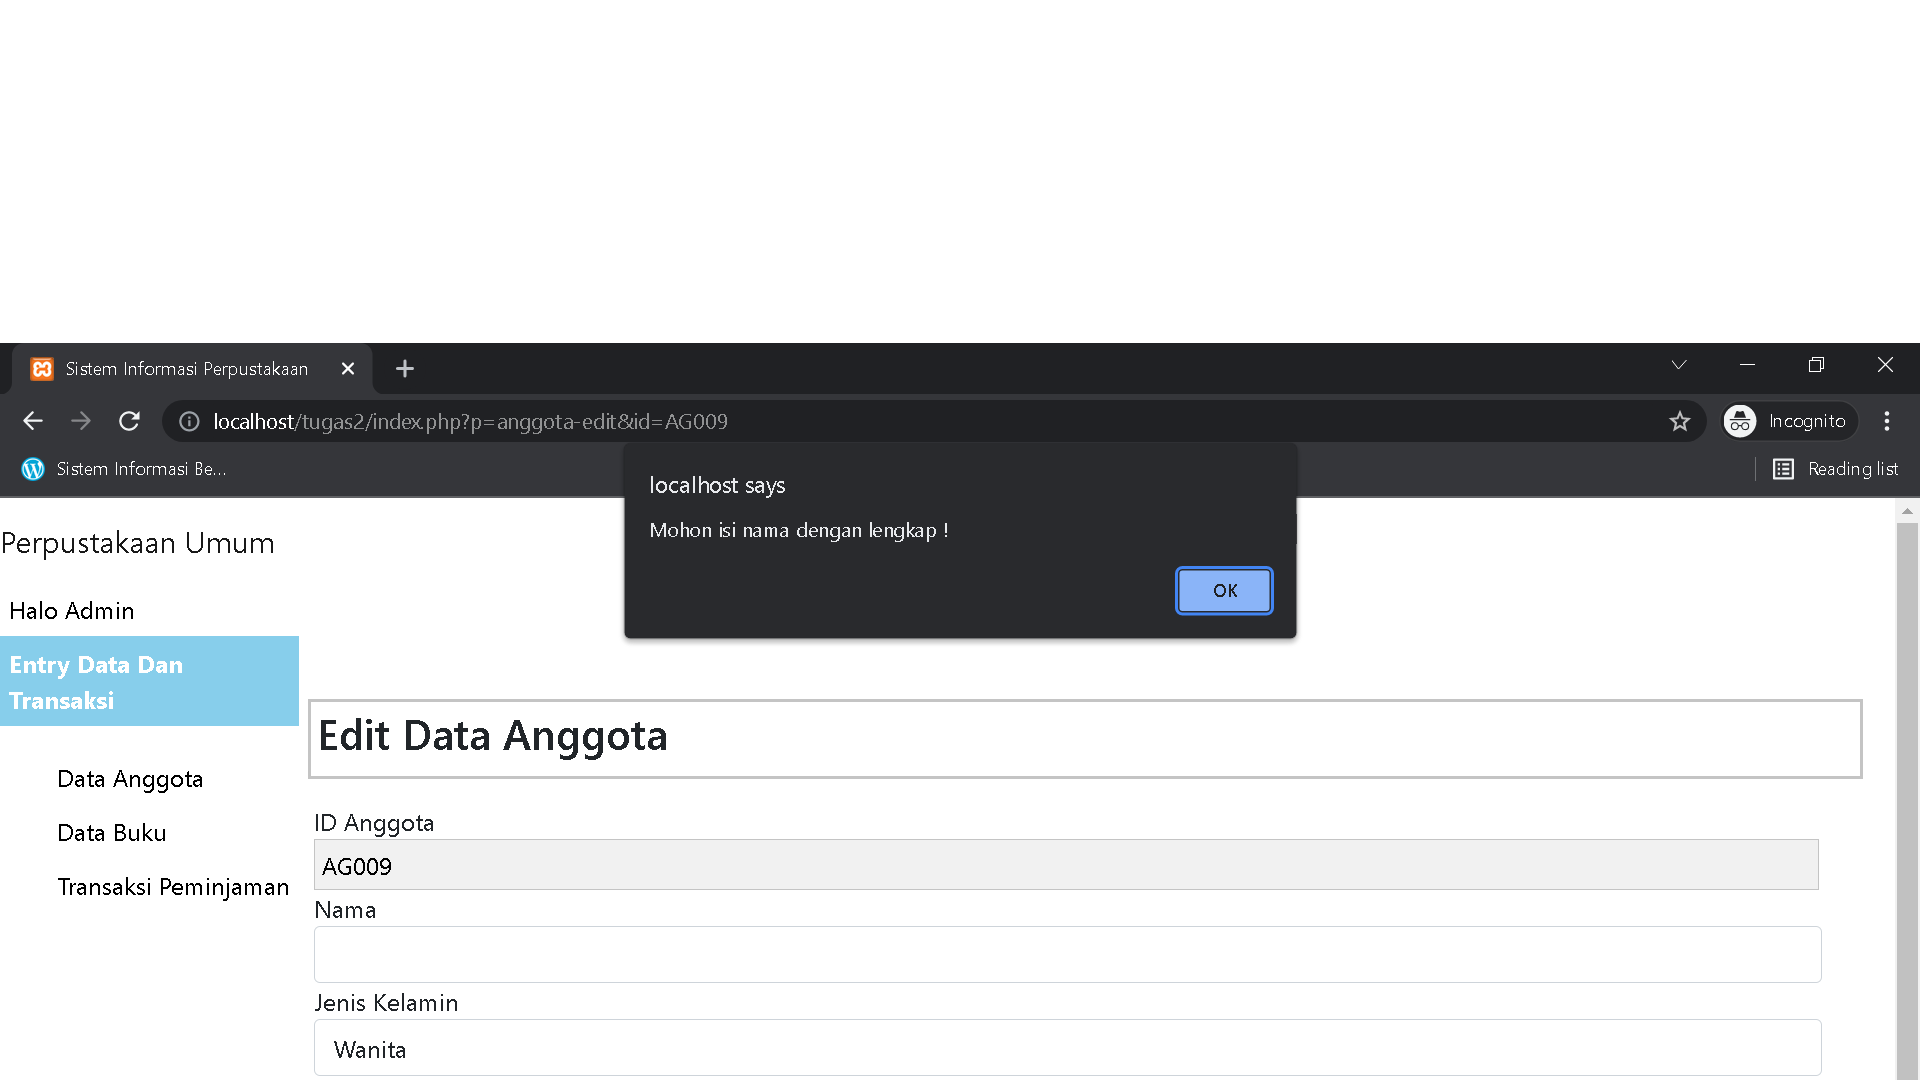 Sistem Informasi Perpustakaan
localhost/tugas2/index.php?p=anggota-edit&id=AG009
Incognito
Sistem Informasi Be...
Reading list
localhost says
Mohon isi nama dengan lengkap !
OK
Perpustakaan Umum
Halo Admin
Entry Data Dan
Transaksi
Data Anggota
Data Buku
Transaksi Peminjaman
Edit Data Anggota
ID Anggota
AG009
Nama
Jenis Kelamin
Wanita